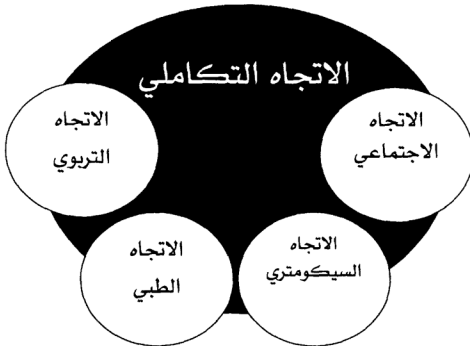 الاتجاه التكاملي
الاتجاه
الاجتماعي
الاتجاه
التربوي
الاتجاه
السيكومتري
الاتجاه
الطبي